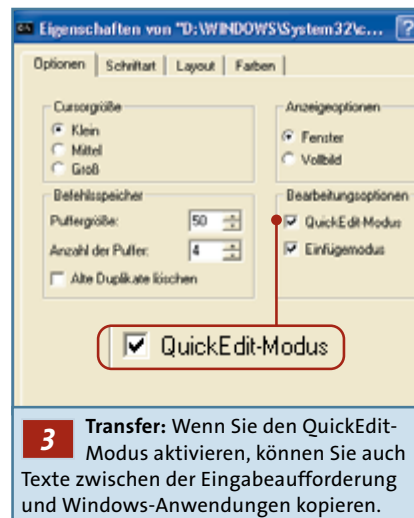 Eigenschaften von "D:\WINDOWS\System32\c...
Optionen Schriftart Layout Farben
Cursorgröße
Klein
Mittel
Groß
Anzeigeoptionen
Fenster
Vollbild
Befehlsspeicher
Puffergröße: 50
Anzahl der Puffer: 4
Alte Duplikate löschen
Bearbeitungsoptionen
QuickEdit-Modus
Einfügemodus
QuickEdit-Modus
3 Transfer: Wenn Sie den QuickEdit-
Modus aktivieren, können Sie auch
Texte zwischen der Eingabeaufforderung
und Windows-Anwendungen kopieren.